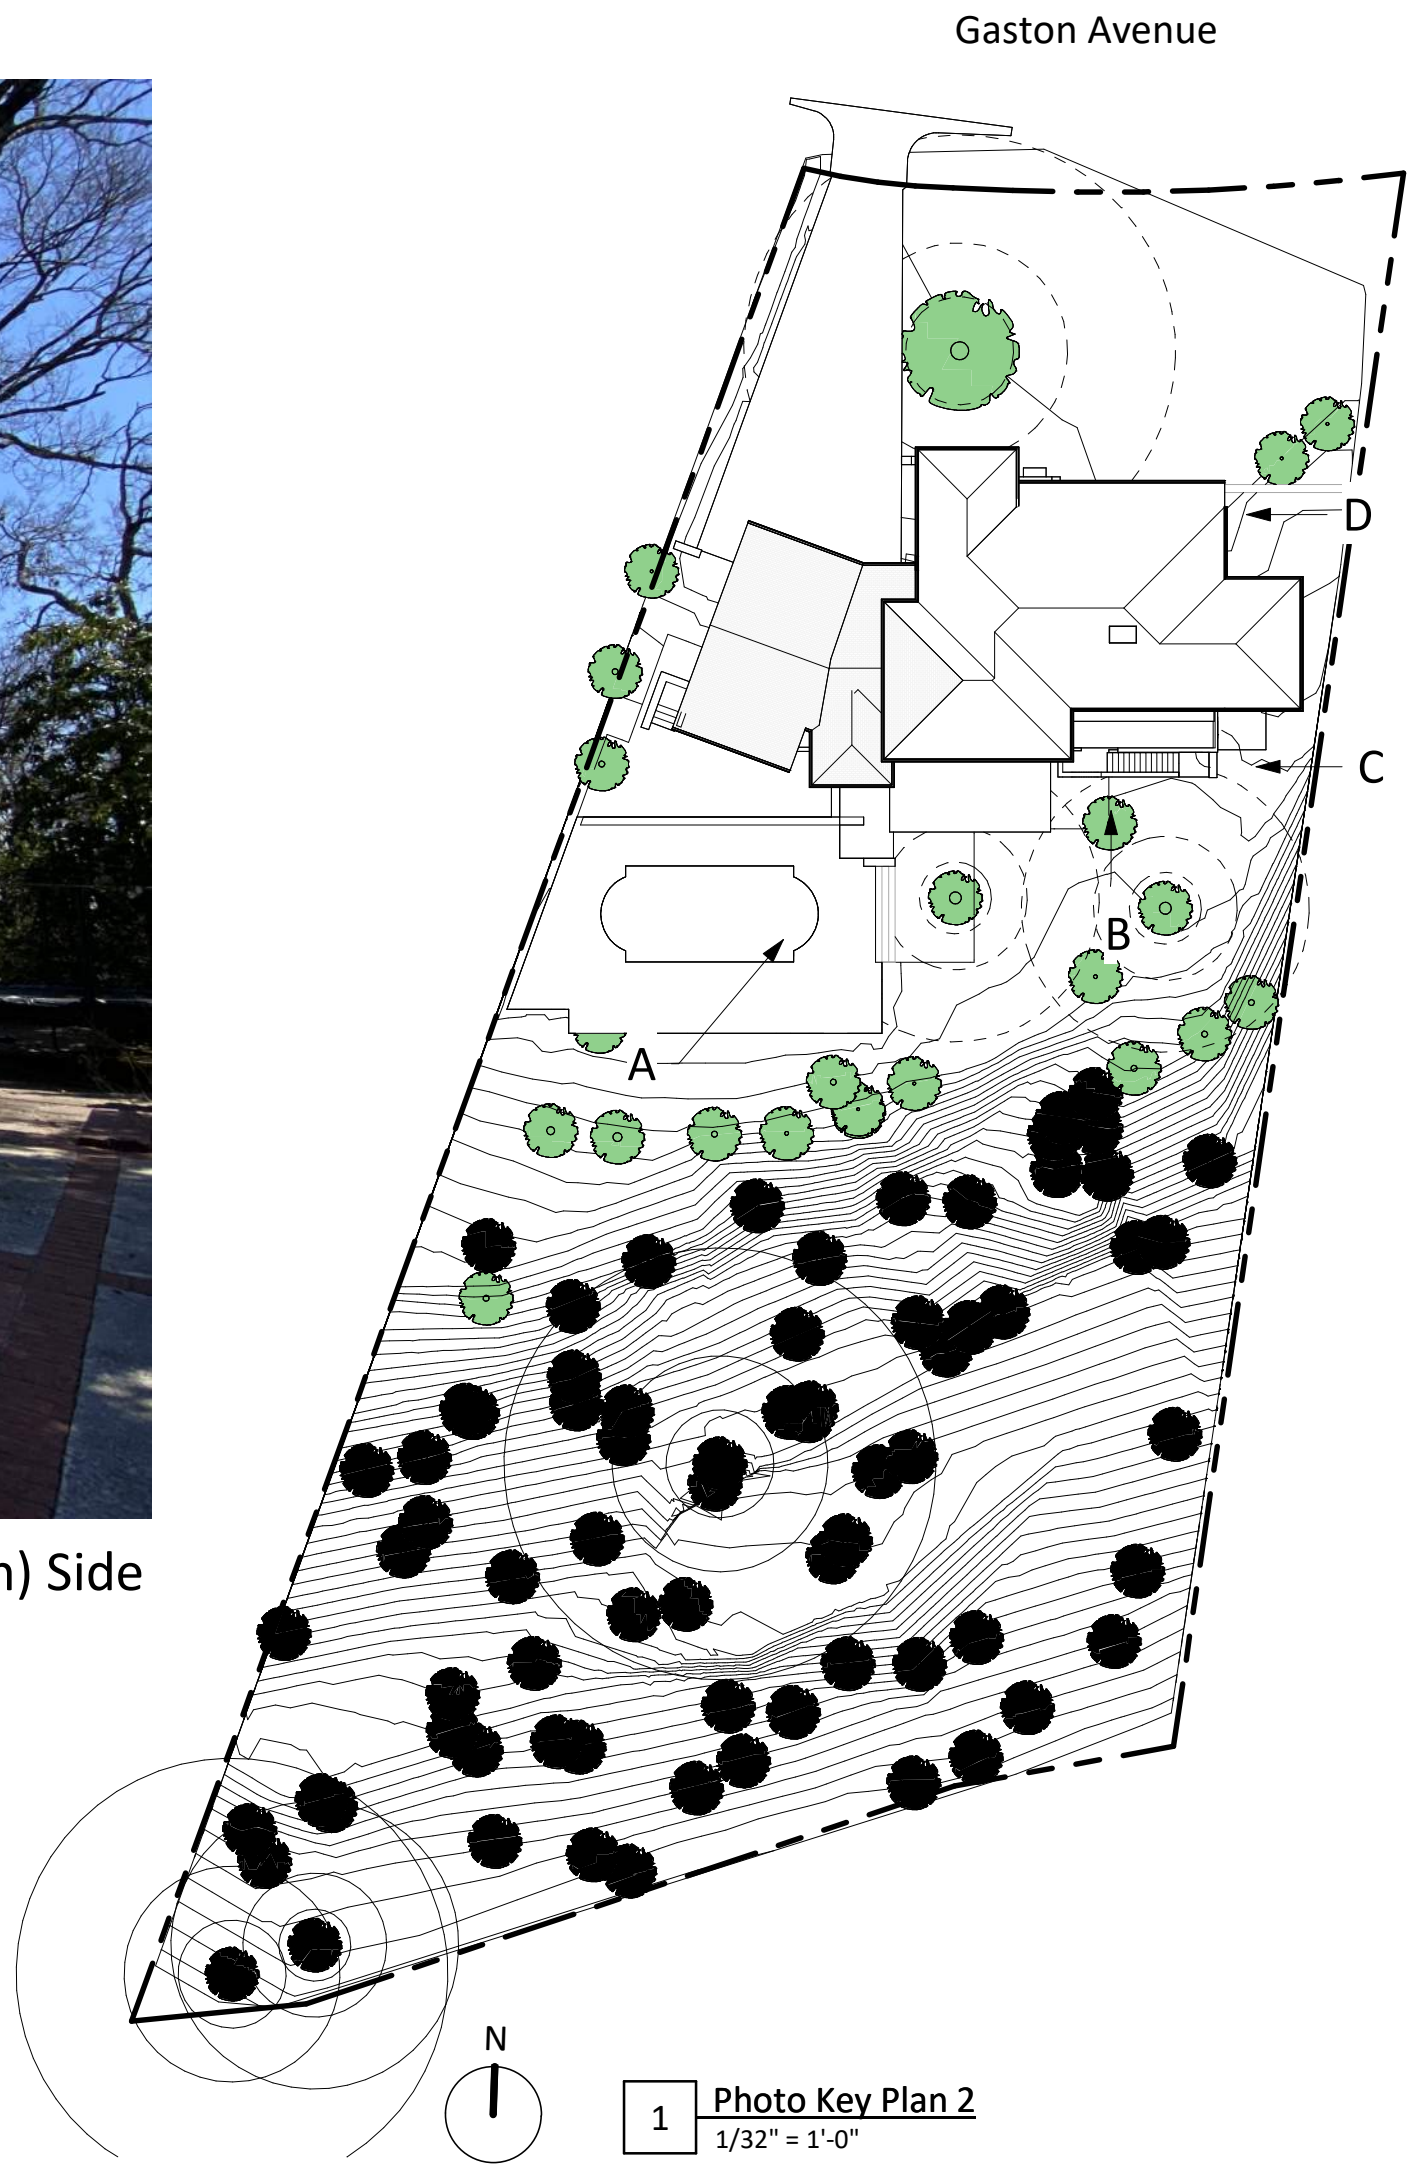 Gaston Avenue
D
C
B
A
n) Side
N
1
Photo Key Plan 2
1/32" = 1'-0"